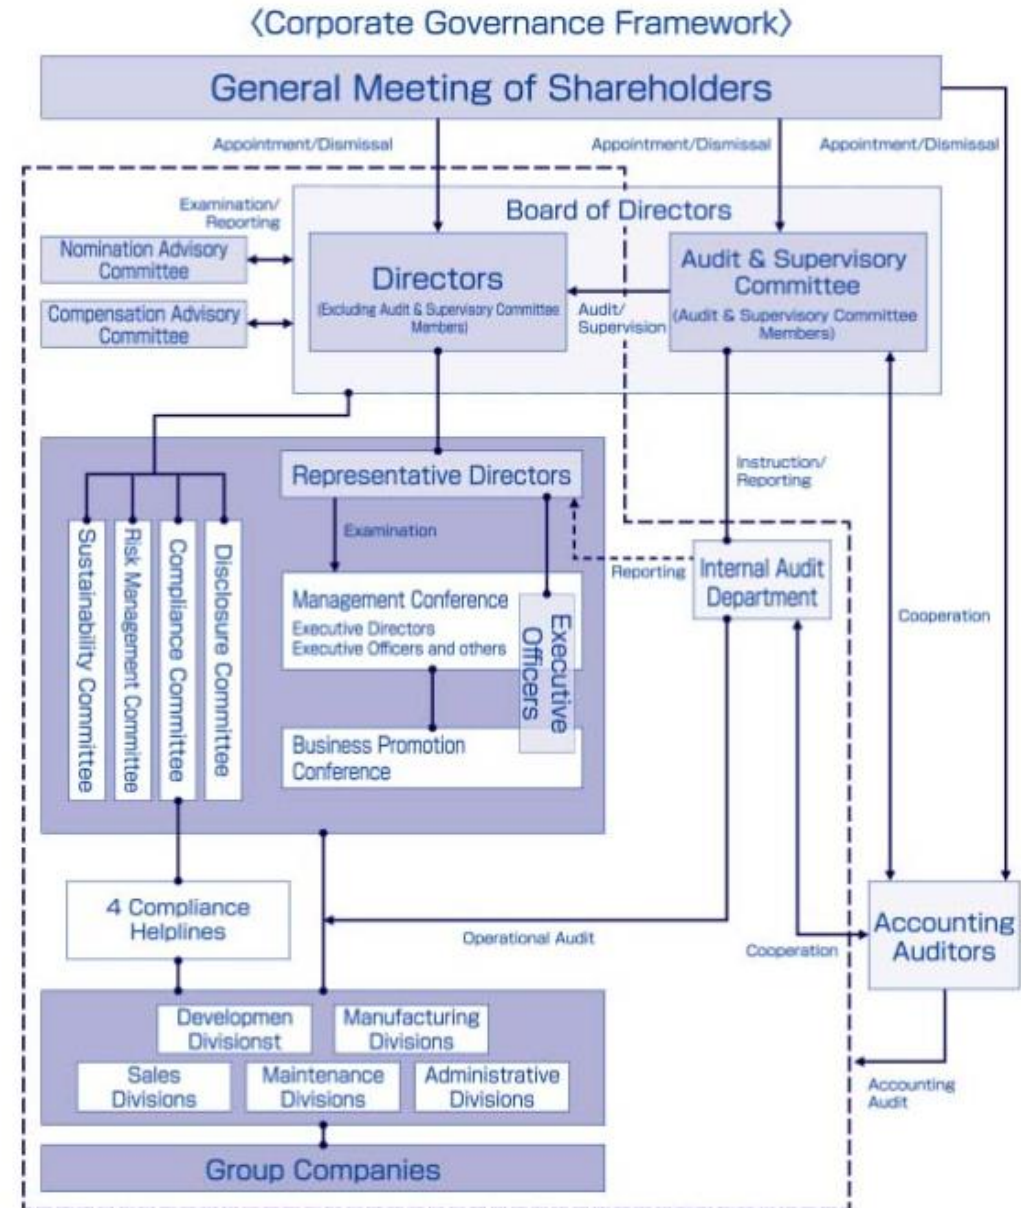 〈Corporate Governance Framework〉
General Meeting of Shareholders
Appointment/Dismissal
Appointment/Dismissal
Appointment/Dismissal
Examination/
Reporting
Board of Directors
Nomination Advisory
Committee
Compensation Advisory
Committee
Directors
(Excluding Audit & Supervisory Committee
Members)
Audit/
Supervision
Audit & Supervisory
Committee
(Audit & Supervisory Committee
Members)
Representative Directors
Instruction/
Reporting
Examination
Sustainability Committee
Risk Management Committee
Compliance Committee
Disclosure Committee
Management Conference
Executive Directors
Executive Officers and others
Executive
Officers
Business Promotion
Conference
Reporting
Internal Audit
Department
Cooperation
4 Compliance
Helplines
Operational Audit
Cooperation
Accounting
Auditors
Developmen
Divisionst
Manufacturing
Divisions
Sales
Divisions
Maintenance
Divisions
Administrative
Divisions
Accounting
Audit
Group Companies